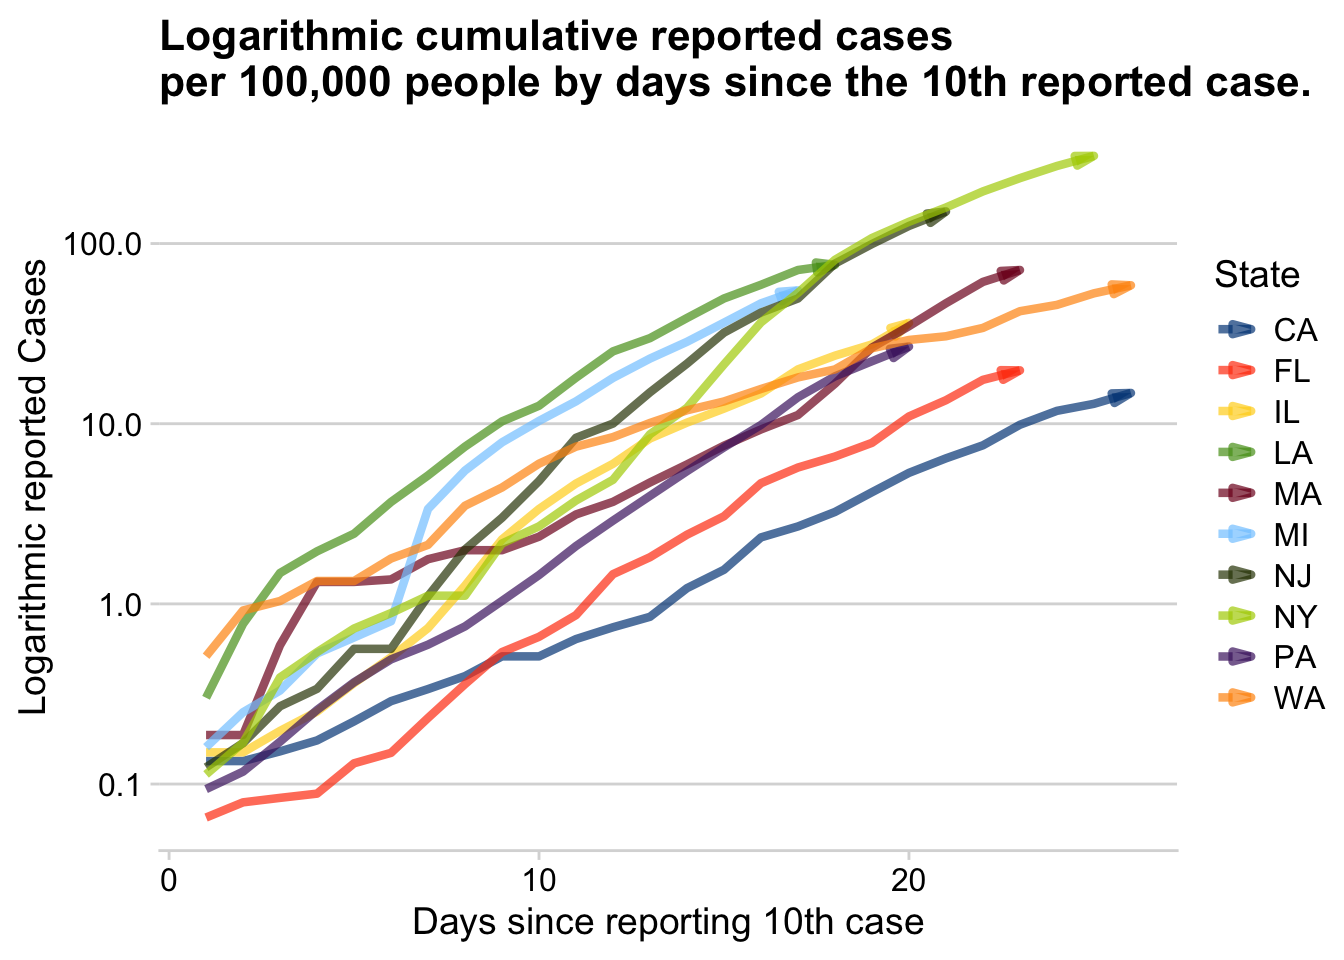 Logarithmic cumulative reported cases
per 100,000 people by days since the 10th reported case.
Logarithmic reported Cases
100.0
10.0
1.0
0.1
0
10
20
Days since reporting 10th case
State
CA
FL
IL
LA
MA
MI
NJ
NY
PA
WA